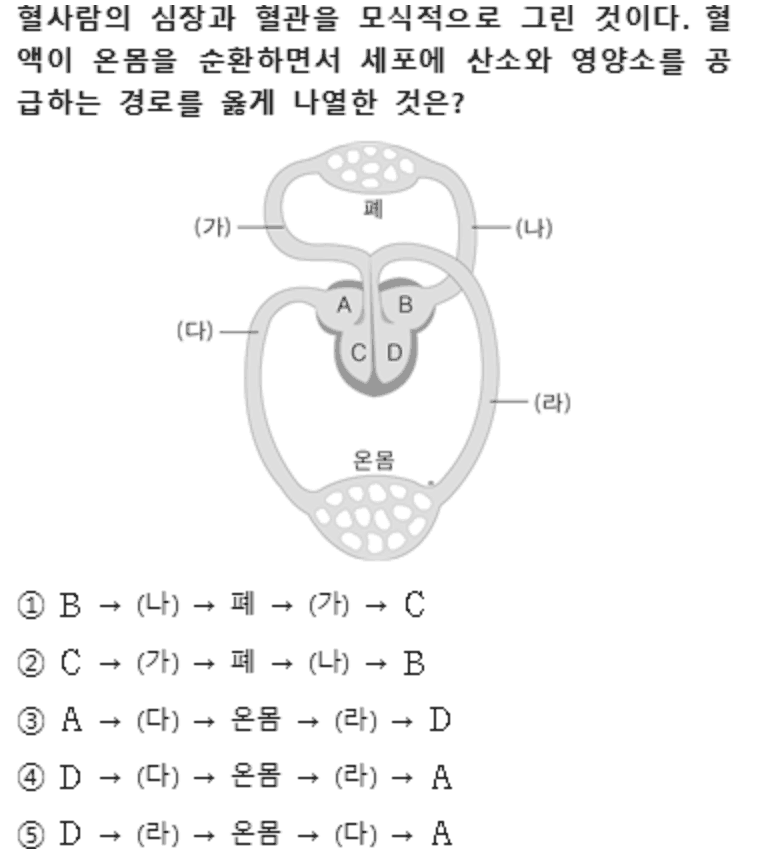 혈사람의 심장과 혈관을 모식적으로 그린 것이다. 혈
액이 온몸을 순환하면서 세포에 산소와 영양소를 공
급하는 경로를 옳게 나열한 것은?
폐
(가)
(나)
A
B
(다)
C
D
(라)
온몸
① B → (나) → 폐 → (가) → C
② C → (가) → 폐 → (나) → B
③ A → (다) → 온몸 → (라) → D
④ D → (다) → 온몸 → (라) → A
⑤ D → (라) → 온몸 → (다) → A